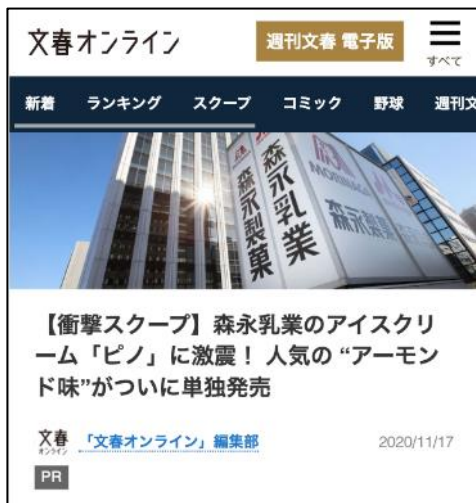 文春オンライン
週刊文春 電子版
すべて
新着 ランキング スクープ コミック 野球 週刊文
森永製菓
森永乳業
MORINAGA
森永製菓
【衝撃スクープ】森永乳業のアイスクリ
ーム「ピノ」に激震！ 人気の “アーモン
ド味”がついに単独発売
文春
オンライン
「文春オンライン」編集部
2020/11/17
PR